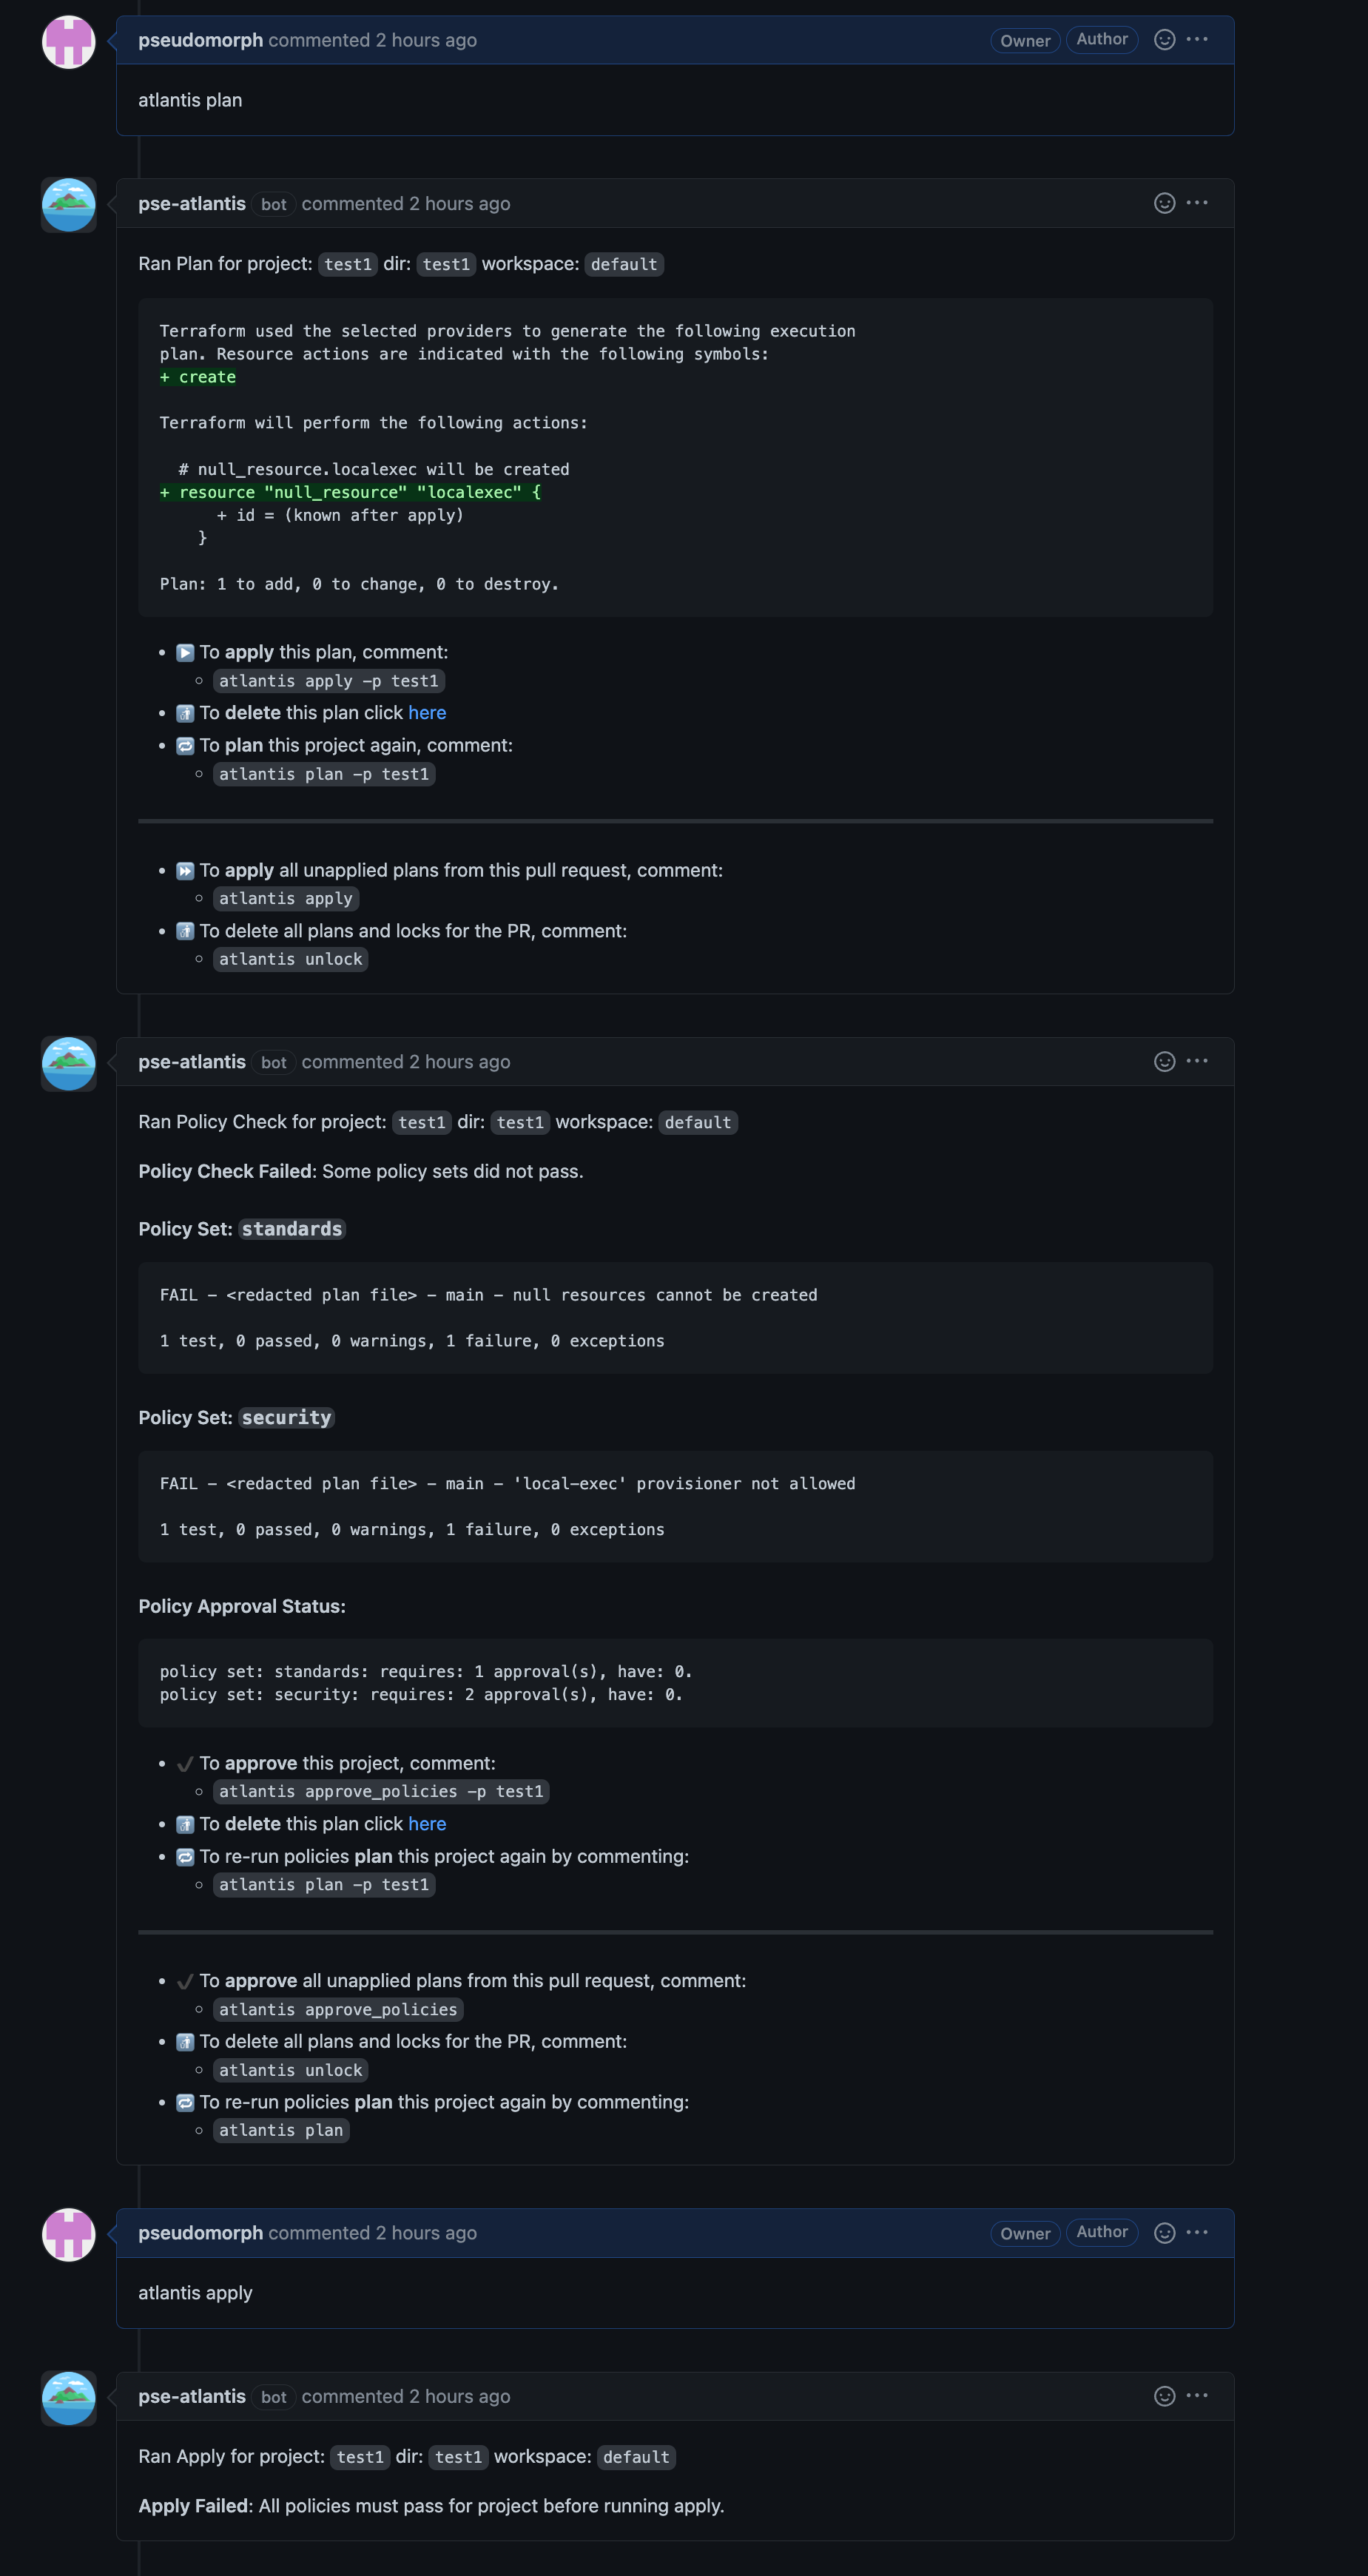 pseudomorph commented 2 hours ago Owner Author
atlantis plan
pse-atlantis bot commented 2 hours ago
Ran Plan for project: test1 dir: test1 workspace: default
Terraform used the selected providers to generate the following execution
plan. Resource actions are indicated with the following symbols:
+ create
Terraform will perform the following actions:
# null_resource.localexec will be created
+ resource "null_resource" "localexec" {
+ id = (known after apply)
}
Plan: 1 to add, 0 to change, 0 to destroy.
To apply this plan, comment:
atlantis apply -p test1
To delete this plan click here
To plan this project again, comment:
atlantis plan -p test1
To apply all unapplied plans from this pull request, comment:
atlantis apply
To delete all plans and locks for the PR, comment:
atlantis unlock
pse-atlantis bot commented 2 hours ago
Ran Policy Check for project: test1 dir: test1 workspace: default
Policy Check Failed: Some policy sets did not pass.
Policy Set: standards
FAIL - <redacted plan file> - main - null resources cannot be created
1 test, 0 passed, 0 warnings, 1 failure, 0 exceptions
Policy Set: security
FAIL - <redacted plan file> - main - 'local-exec' provisioner not allowed
1 test, 0 passed, 0 warnings, 1 failure, 0 exceptions
Policy Approval Status:
policy set: standards: requires: 1 approval(s), have: 0.
policy set: security: requires: 2 approval(s), have: 0.
To approve this project, comment:
atlantis approve_policies -p test1
To delete this plan click here
To re-run policies plan this project again by commenting:
atlantis plan -p test1
To approve all unapplied plans from this pull request, comment:
atlantis approve_policies
To delete all plans and locks for the PR, comment:
atlantis unlock
To re-run policies plan this project again by commenting:
atlantis plan
pseudomorph commented 2 hours ago Owner Author
atlantis apply
pse-atlantis bot commented 2 hours ago
Ran Apply for project: test1 dir: test1 workspace: default
Apply Failed: All policies must pass for project before running apply.